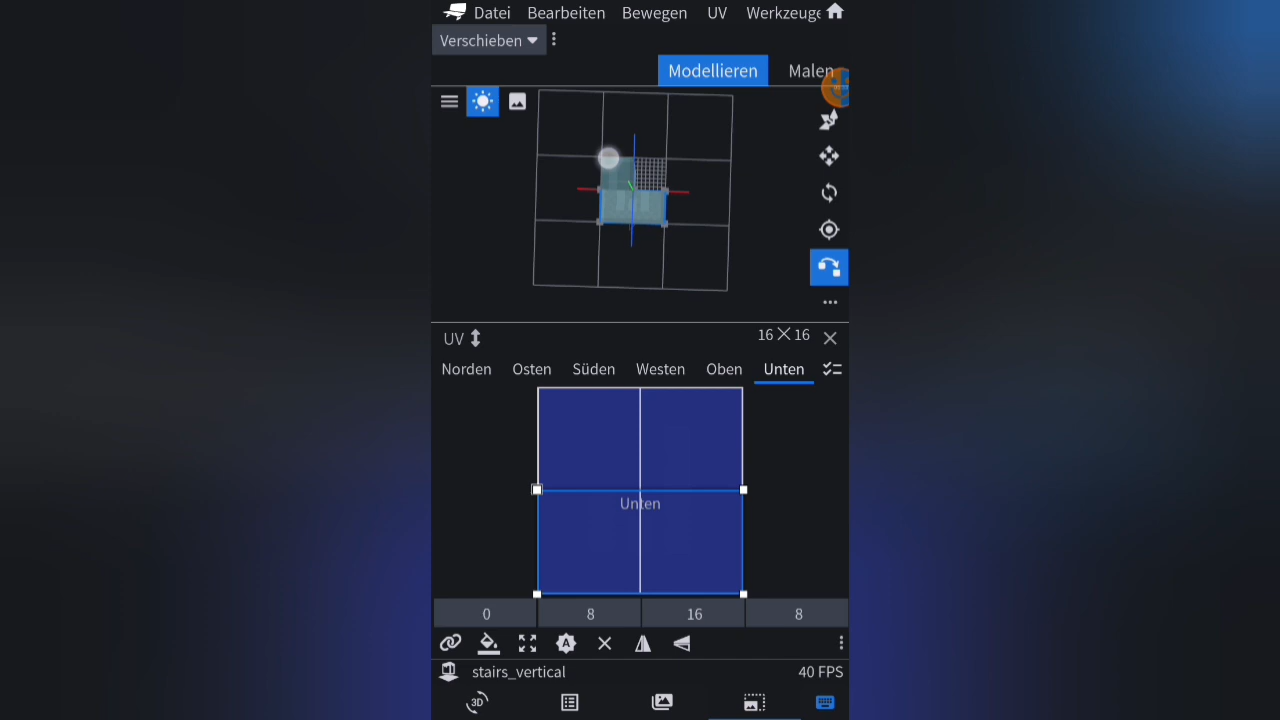 Datei Bearbeiten Bewegen UV Werkzeuge
Verschieben
Modellieren Malen
UV 16×16
Norden Osten Süden Westen Oben Unten
Unten
0 8 16 8
A
stairs_vertical 40 FPS
3D